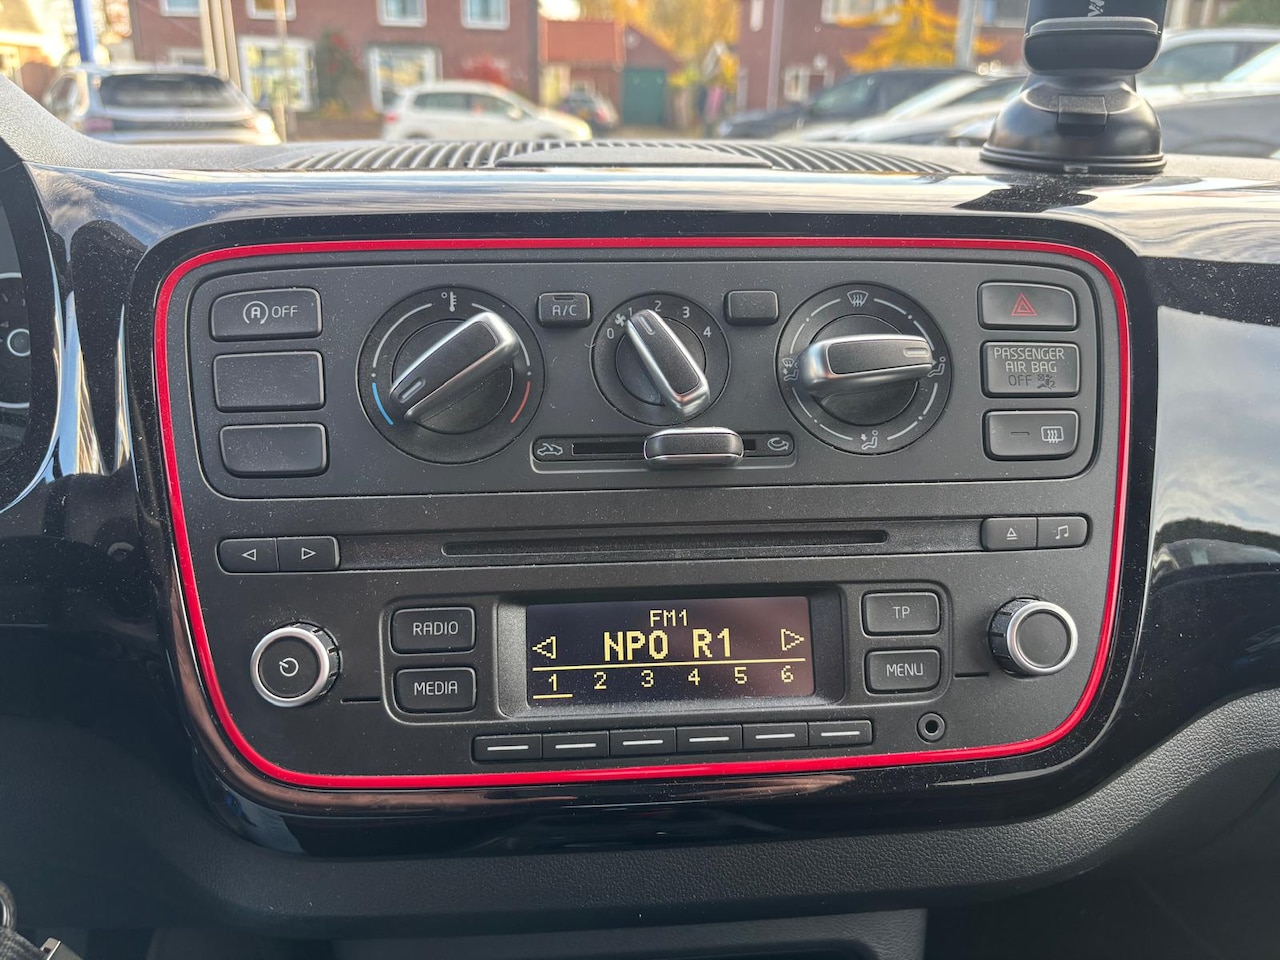 A OFF
A/C
0 1 2 3 4
PASSENGER
AIR BAG
OFF
RADIO
MEDIA
FM1
NPO R1
1 2 3 4 5 6
TP
MENU